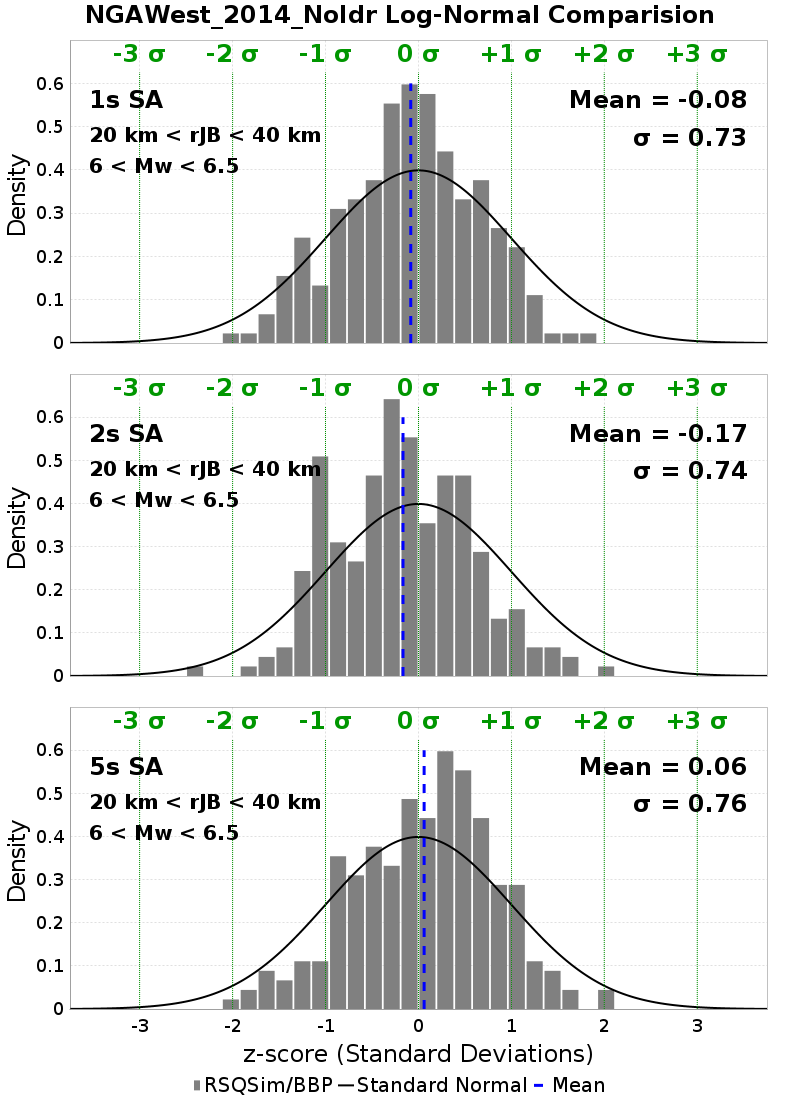 NGAWest_2014_NoIdr Log-Normal Comparision
-3 σ -2 σ -1 σ 0 σ +1 σ +2 σ +3 σ
1s SA Mean = -0.08
20 km < rJB < 40 km σ = 0.73
6 < Mw < 6.5
0.6
0.5
0.4
0.3
0.2
0.1
0
Density
-3 σ -2 σ -1 σ 0 σ +1 σ +2 σ +3 σ
2s SA Mean = -0.17
20 km < rJB < 40 km σ = 0.74
6 < Mw < 6.5
0.6
0.5
0.4
0.3
0.2
0.1
0
Density
-3 σ -2 σ -1 σ 0 σ +1 σ +2 σ +3 σ
5s SA Mean = 0.06
20 km < rJB < 40 km σ = 0.76
6 < Mw < 6.5
0.6
0.5
0.4
0.3
0.2
0.1
0
Density
-3 -2 -1 0 1 2 3
z-score (Standard Deviations)
RSQSim/BBP Standard Normal Mean